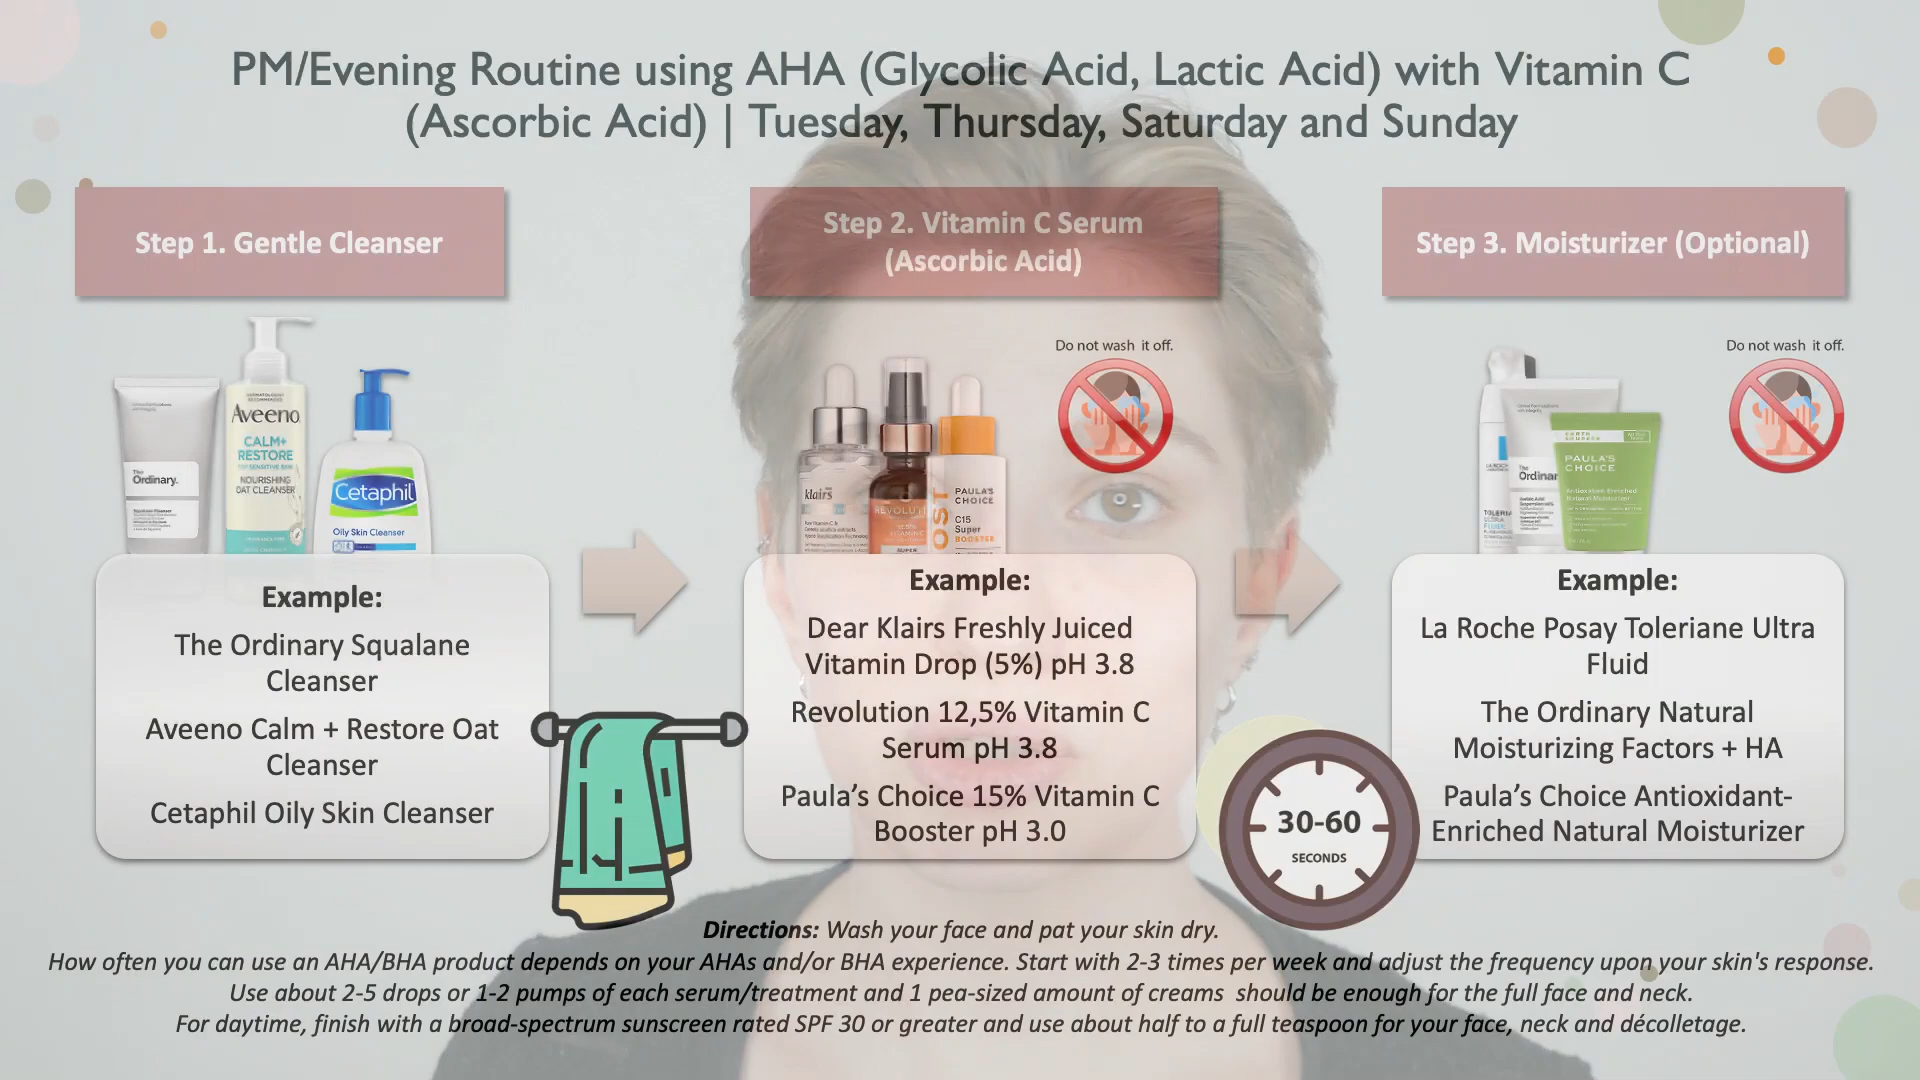 PM/Evening Routine using AHA (Glycolic Acid, Lactic Acid) with Vitamin C
(Ascorbic Acid) | Tuesday, Thursday, Saturday and Sunday
Step 1. Gentle Cleanser
Step 2. Vitamin C Serum
(Ascorbic Acid)
Step 3. Moisturizer (Optional)
Do not wash it off.
Do not wash it off.
The
Ordinary.
Aveeno
CALM+
RESTORE
NOURISHING
OAT CLEANSER
Cetaphil
Oily Skin Cleanser
klairs
REVOLUTI
PAULA'S
CHOICE
C15
Super
BOOSTER
OST
The
Ordinar
EARTH
SOURCED
PAULA'S
CHOICE
Antioxidant-Enriched
Natural Moisturizer
Example:
The Ordinary Squalane
Cleanser
Aveeno Calm + Restore Oat
Cleanser
Cetaphil Oily Skin Cleanser
Example:
Dear Klairs Freshly Juiced
Vitamin Drop (5%) pH 3.8
Revolution 12,5% Vitamin C
Serum pH 3.8
Paula's Choice 15% Vitamin C
Booster pH 3.0
30-60
SECONDS
Example:
La Roche Posay Toleriane Ultra
Fluid
The Ordinary Natural
Moisturizing Factors + HA
Paula's Choice Antioxidant-
Enriched Natural Moisturizer
Directions: Wash your face and pat your skin dry.
How often you can use an AHA/BHA product depends on your AHAs and/or BHA experience. Start with 2-3 times per week and adjust the frequency upon your skin's response.
Use about 2-5 drops or 1-2 pumps of each serum/treatment and 1 pea-sized amount of creams should be enough for the full face and neck.
For daytime, finish with a broad-spectrum sunscreen rated SPF 30 or greater and use about half to a full teaspoon for your face, neck and décolletage.